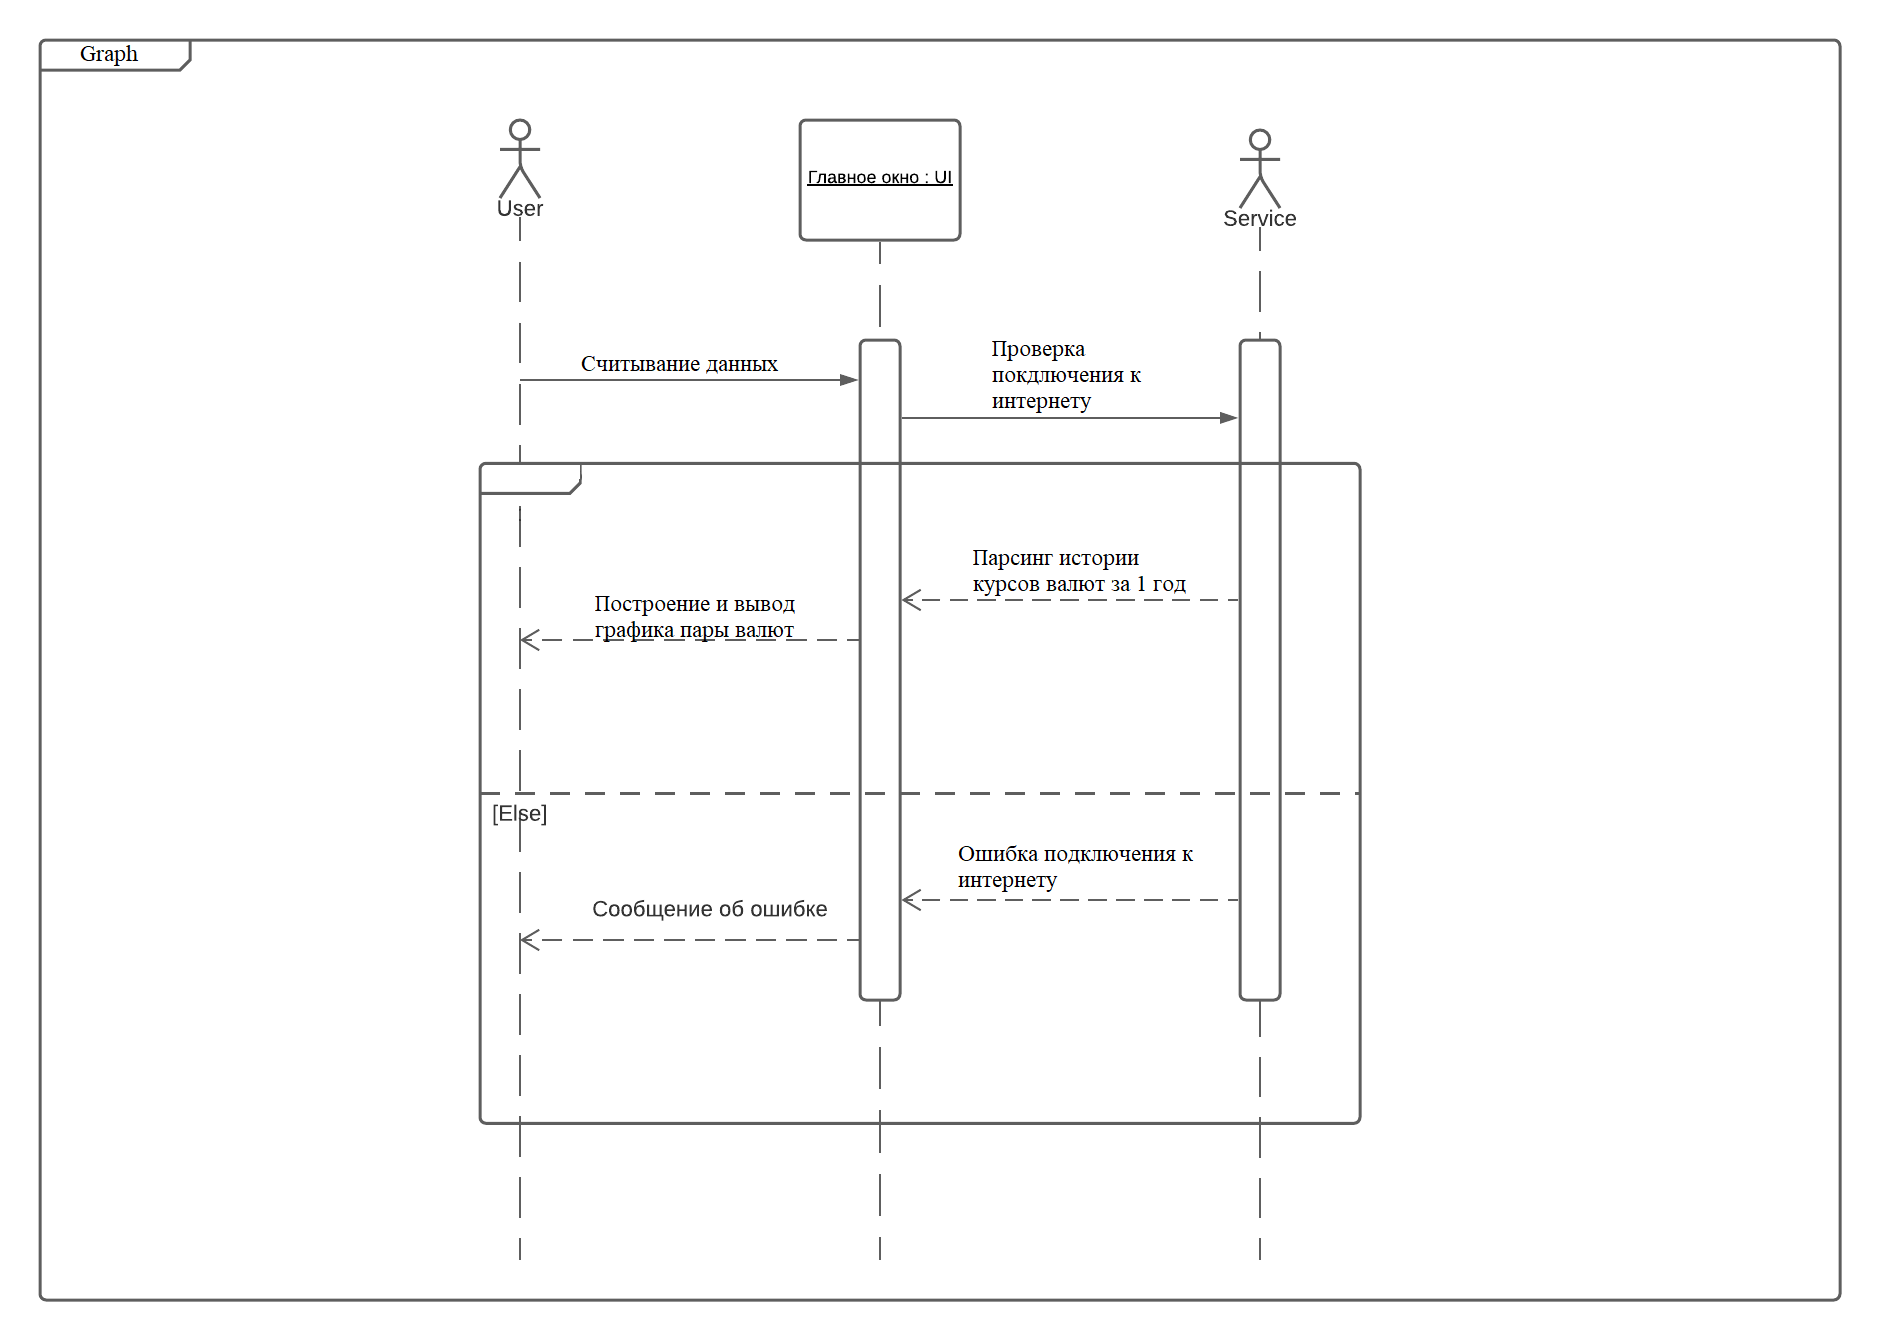 Graph
User
Главное окно : UI
Service
Считывание данных
Проверка
покдлючения к
интернету
Парсинг истории
курсов валют за 1 год
Построение и вывод
графика пары валют
[Else]
Ошибка подключения к
интернету
Сообщение об ошибке